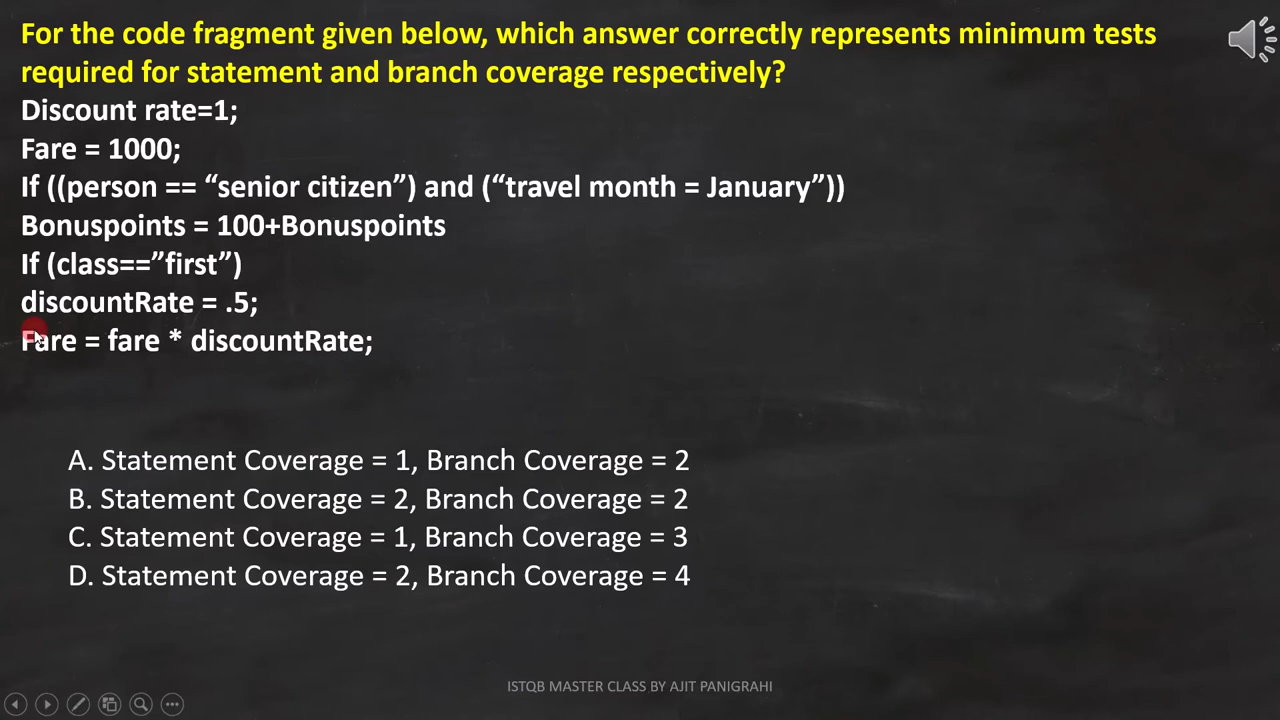 For the code fragment given below, which answer correctly represents minimum tests
required for statement and branch coverage respectively?
Discount rate=1;
Fare = 1000;
If ((person == “senior citizen”) and (“travel month = January”))
Bonuspoints = 100+Bonuspoints
If (class==”first”)
discountRate = .5;
Fare = fare * discountRate;
A. Statement Coverage = 1, Branch Coverage = 2
B. Statement Coverage = 2, Branch Coverage = 2
C. Statement Coverage = 1, Branch Coverage = 3
D. Statement Coverage = 2, Branch Coverage = 4
ISTQB MASTER CLASS BY AJIT PANIGRAHI